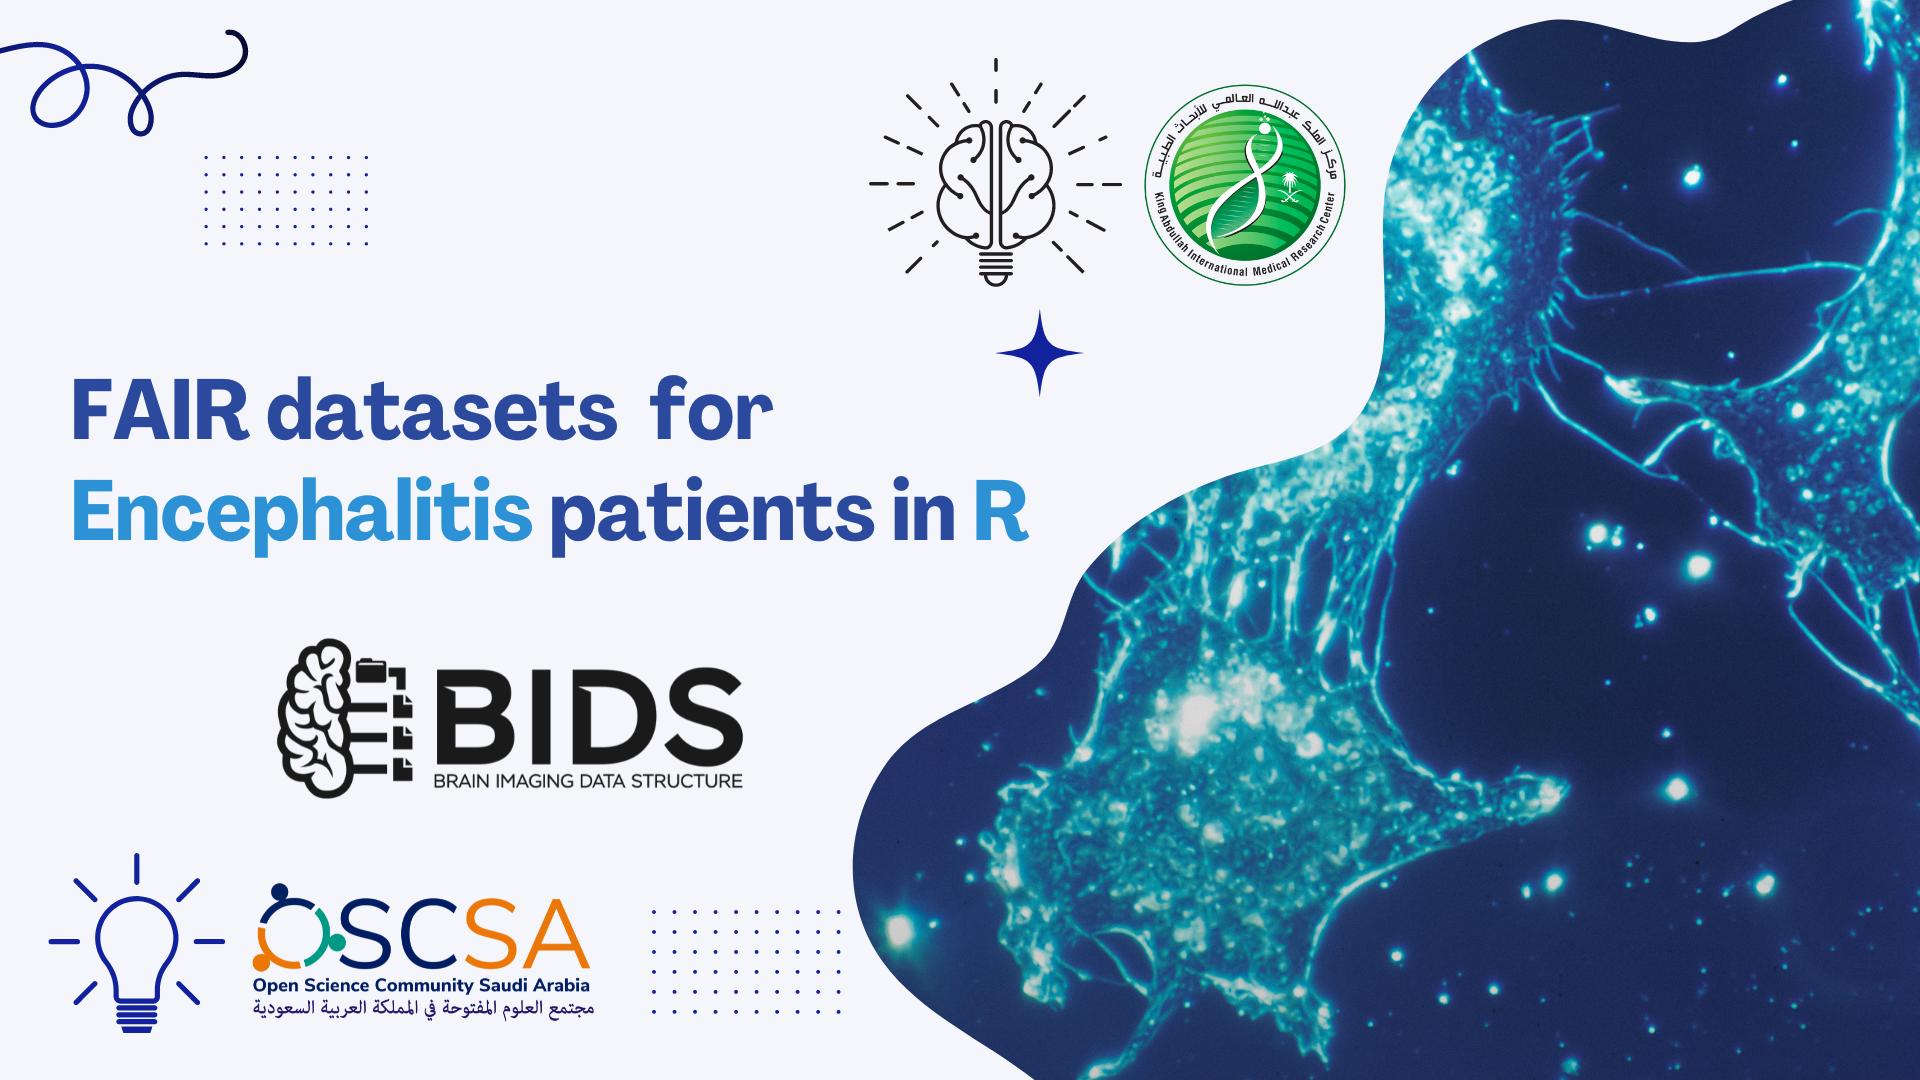 مركز الملك عبدالله العالمي للأبحاث الطبية
King Abdullah International Medical Research Center
FAIR datasets for
Encephalitis patients in R
BIDS
BRAIN IMAGING DATA STRUCTURE
OSCSA
Open Science Community Saudi Arabia
مجتمع العلوم المفتوحة في المملكة العربية السعودية